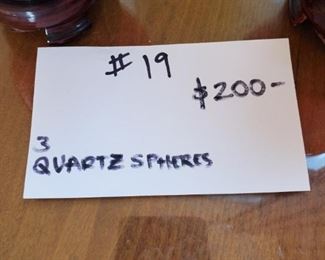 # 19
$200-
3
QUARTZ SPHERES